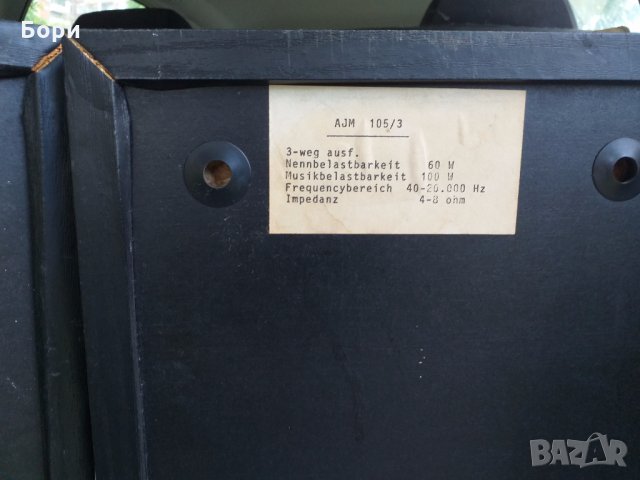 Бори
AJM 105/3
3-weg ausf.
Nennbelastbarkeit 60 W
Musikbelastbarkeit 100 W
Frequencybereich 40-20.000 Hz
Impedanz 4-8 ohm
BAZAR